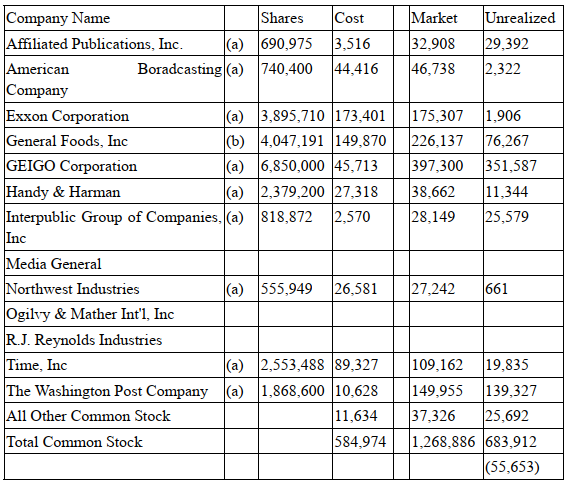 Company Name Shares Cost Market Unrealized
Affiliated Publications, Inc. (a) 690,975 3,516 32,908 29,392
American Boradcasting (a) 740,400 44,416 46,738 2,322
Company
Exxon Corporation (a) 3,895,710 173,401 175,307 1,906
General Foods, Inc (b) 4,047,191 149,870 226,137 76,267
GEIGO Corporation (a) 6,850,000 45,713 397,300 351,587
Handy & Harman (a) 2,379,200 27,318 38,662 11,344
Interpublic Group of Companies, (a) 818,872 2,570 28,149 25,579
Inc
Media General
Northwest Industries (a) 555,949 26,581 27,242 661
Ogilvy & Mather Int'l, Inc
R.J. Reynolds Industries
Time, Inc (a) 2,553,488 89,327 109,162 19,835
The Washington Post Company (a) 1,868,600 10,628 149,955 139,327
All Other Common Stock 11,634 37,326 25,692
Total Common Stock 584,974 1,268,886 683,912
(55,653)